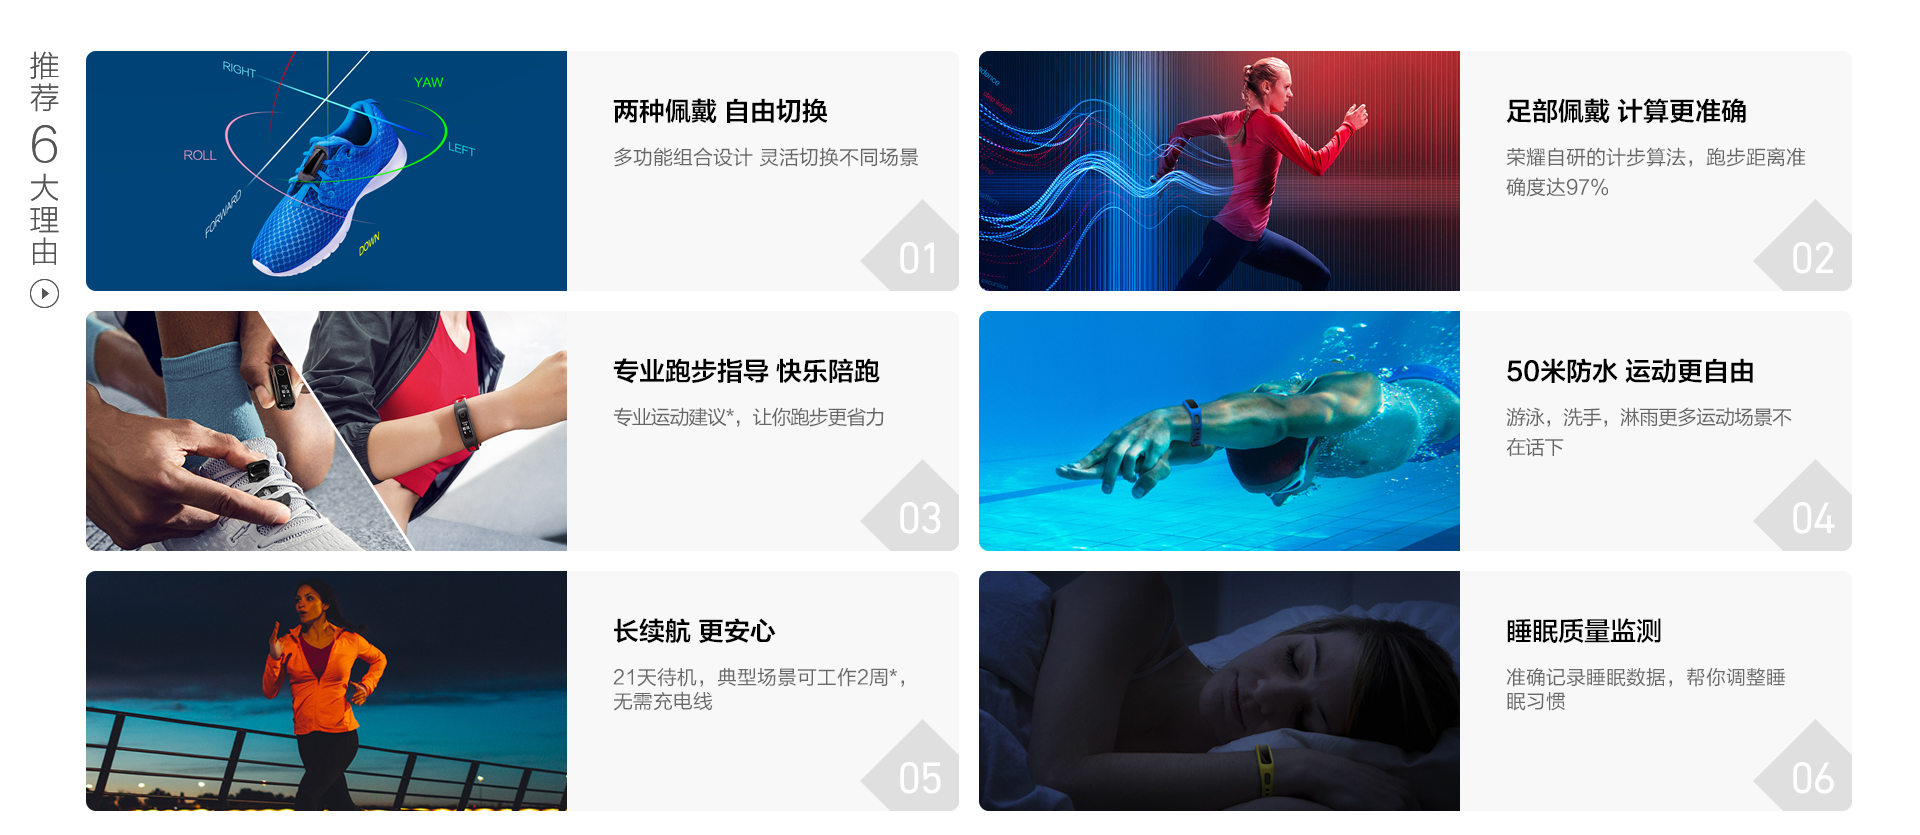 推荐6大理由
RIGHT
YAW
ROLL
LEFT
FORWARD
DOWN
两种佩戴 自由切换
多功能组合设计 灵活切换不同场景
01
足部佩戴 计算更准确
荣耀自研的计步算法，跑步距离准
确度达97%
02
专业跑步指导 快乐陪跑
专业运动建议*，让你跑步更省力
03
50米防水 运动更自由
游泳，洗手，淋雨更多运动场景不
在话下
04
长续航 更安心
21天待机，典型场景可工作2周*，
无需充电线
05
睡眠质量监测
准确记录睡眠数据，帮你调整睡
眠习惯
06